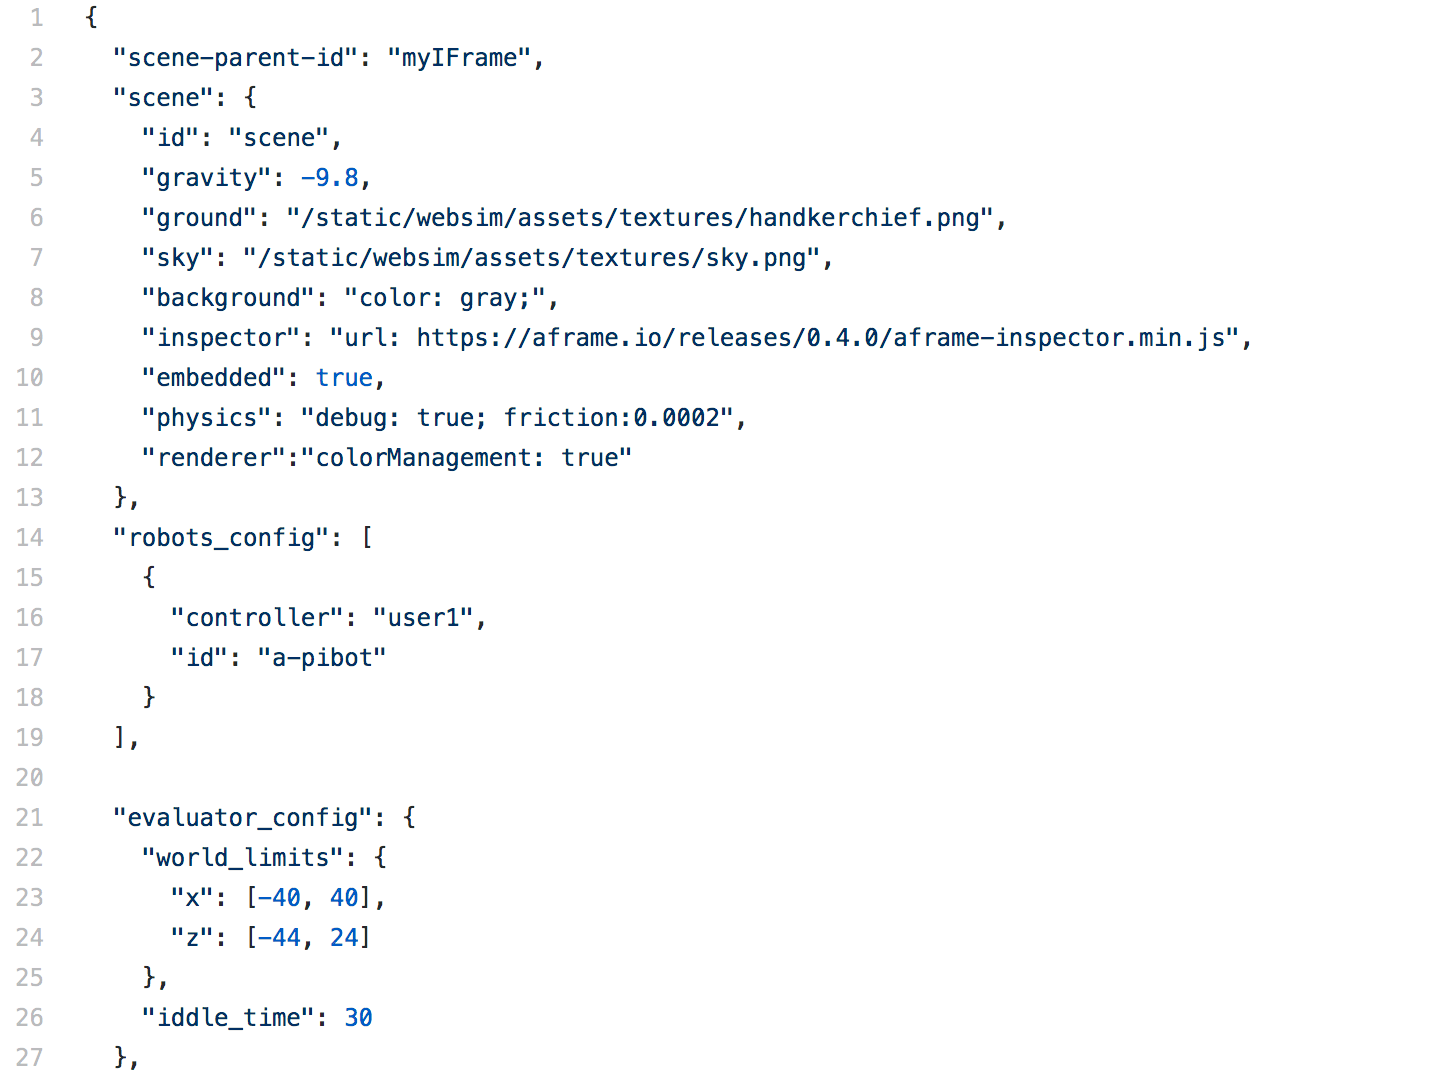 1 {
2   "scene-parent-id": "myIFrame",
3   "scene": {
4     "id": "scene",
5     "gravity": -9.8,
6     "ground": "/static/websim/assets/textures/handkerchief.png",
7     "sky": "/static/websim/assets/textures/sky.png",
8     "background": "color: gray;",
9     "inspector": "url: https://aframe.io/releases/0.4.0/aframe-inspector.min.js",
10     "embedded": true,
11     "physics": "debug: true; friction:0.0002",
12     "renderer":"colorManagement: true"
13   },
14   "robots_config": [
15     {
16       "controller": "user1",
17       "id": "a-pibot"
18     }
19   ],
20
21   "evaluator_config": {
22     "world_limits": {
23       "x": [-40, 40],
24       "z": [-44, 24]
25     },
26     "iddle_time": 30
27   },